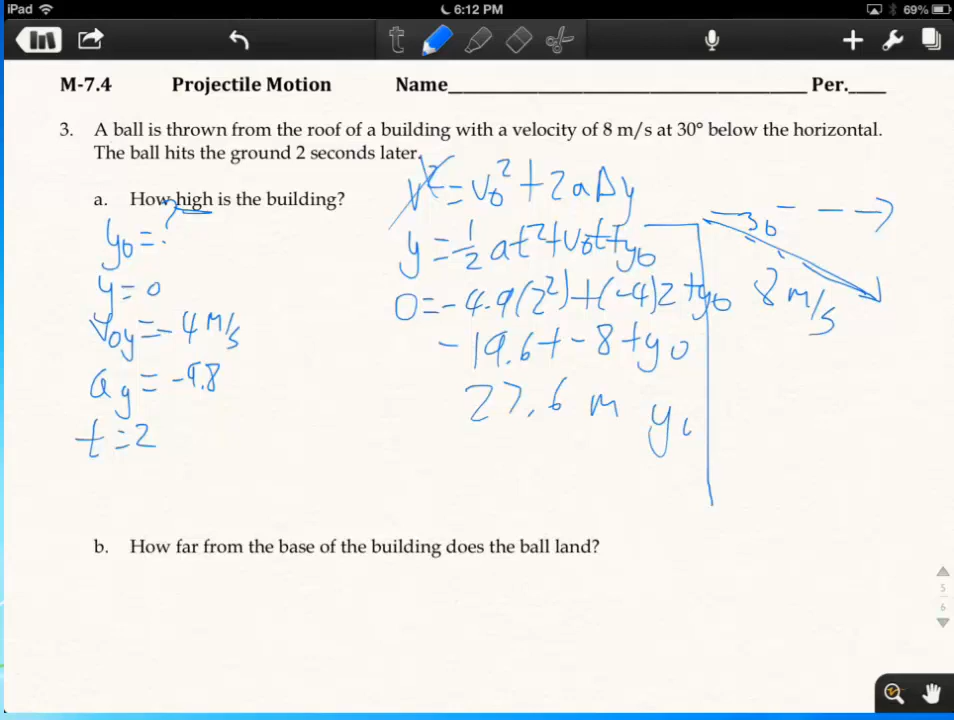 iPad 6:12 PM 69%
t
M-7.4 Projectile Motion Name____________________ Per.____
3. A ball is thrown from the roof of a building with a velocity of 8 m/s at 30° below the horizontal.
The ball hits the ground 2 seconds later.
a. How high is the building?
y₀ = ?
y = 0
v₀y = -4 M/s
ay = -9.8
t = 2
v² = v₀² + 2aΔy
y = ½at² + v₀t + y₀
0 = -4.9(2²) + (-4)2 + y₀
-19.6 + -8 + y0
27.6 m y
30
8 m/s
b. How far from the base of the building does the ball land?
5
6